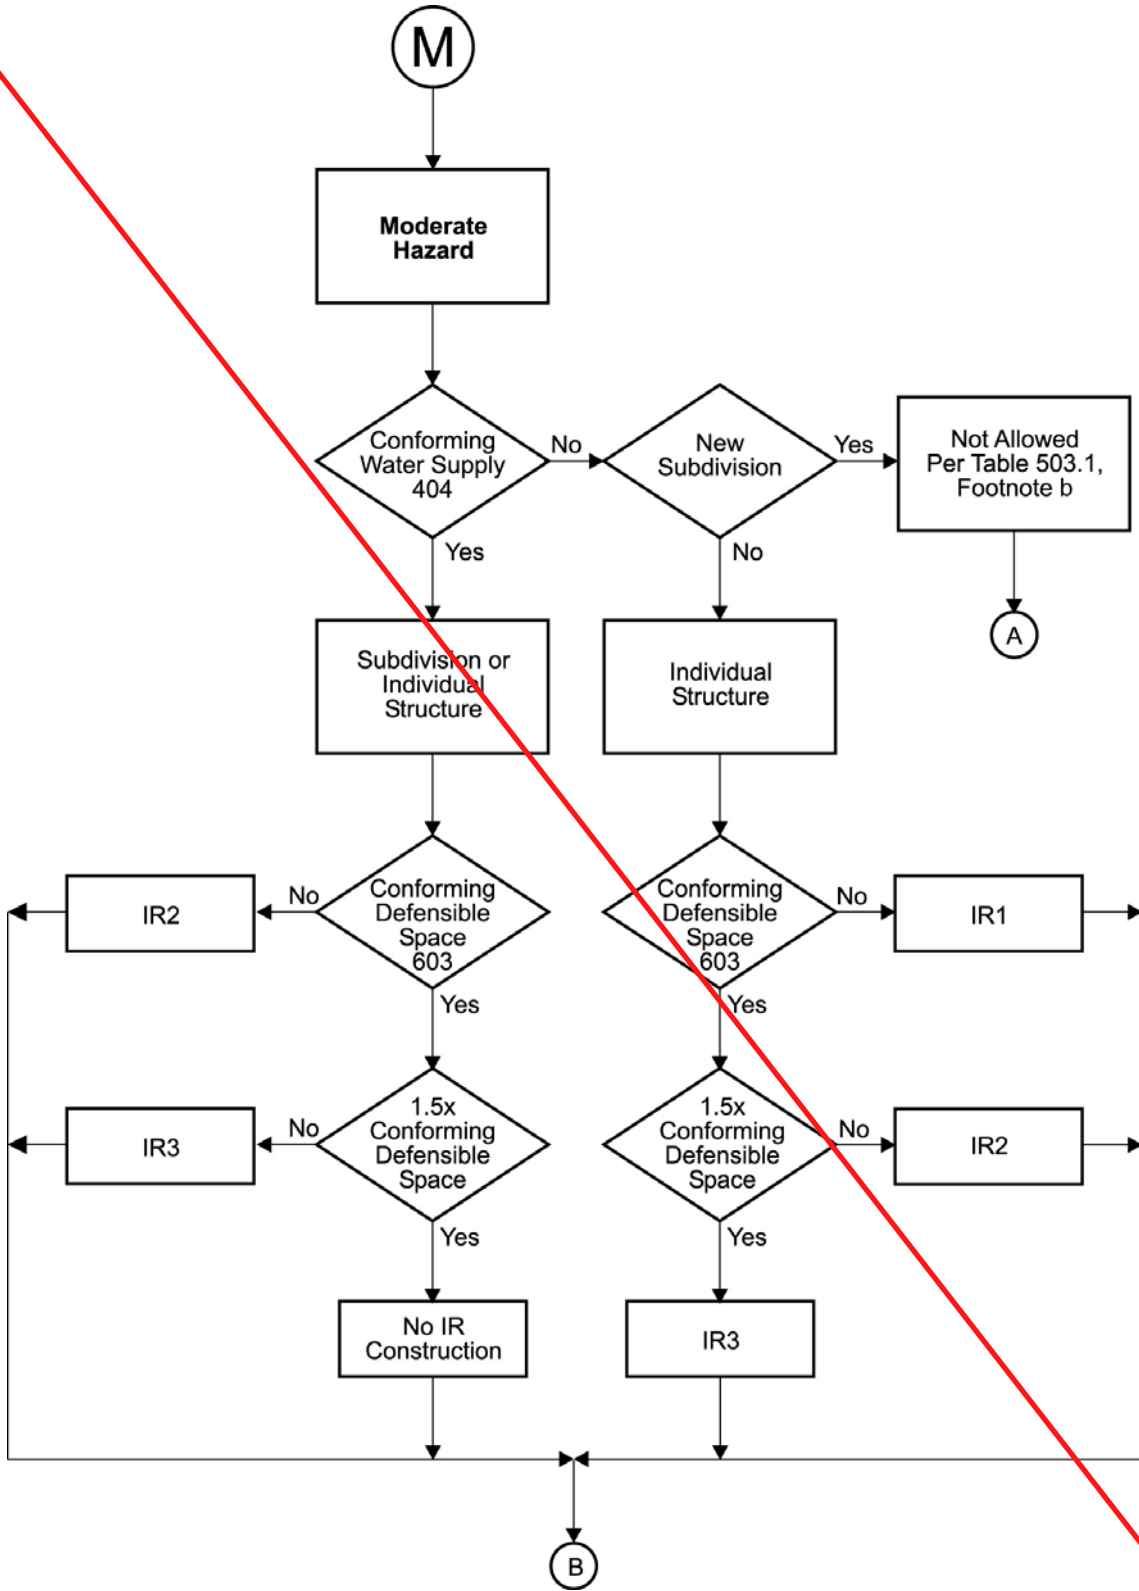 M
Moderate
Hazard
Conforming
Water Supply
404
No
New
Subdivision
Yes
Not Allowed
Per Table 503.1,
Footnote b
Yes
No
A
Subdivision or
Individual
Structure
Individual
Structure
IR2
No
Conforming
Defensible
Space
603
Conforming
Defensible
Space
603
No
IR1
Yes
Yes
IR3
No
1.5x
Conforming
Defensible
Space
1.5x
Conforming
Defensible
Space
No
IR2
Yes
Yes
No IR
Construction
IR3
B